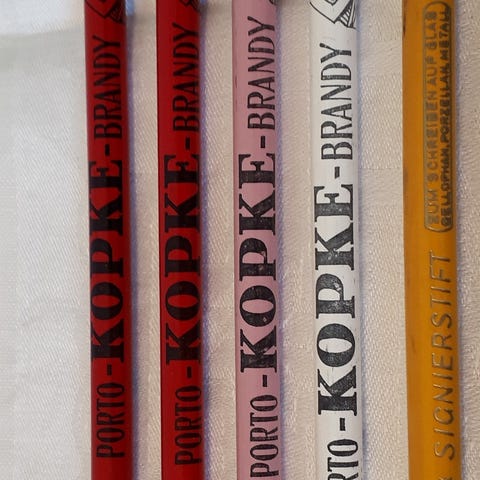 PORTO-KOPKE-BRANDY
PORTO-KOPKE-BRANDY
PORTO-KOPKE-BRANDY
RTO-KOPKE-BRANDY
SIGNIERSTIFT
ZUM SCHREIBEN AUF GLAS
CELLOPHAN, PORZELLAN, METALL